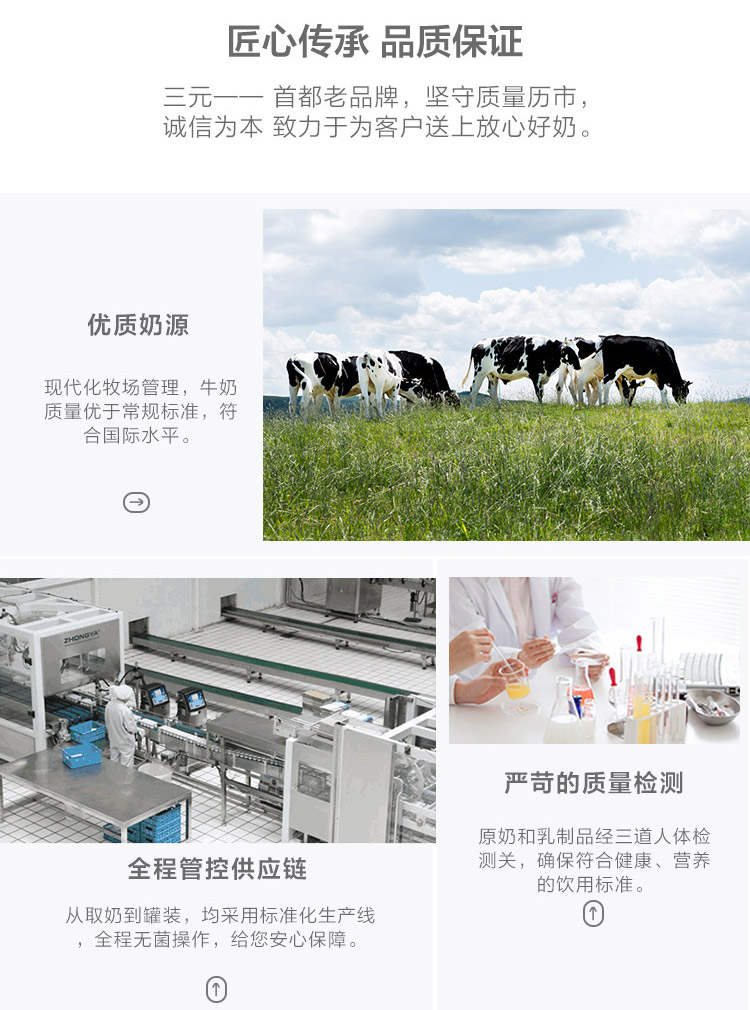 匠心传承 品质保证
三元—— 首都老品牌，坚守质量历市，
诚信为本 致力于为客户送上放心好奶。
优质奶源
现代化牧场管理，牛奶
质量优于常规标准，符
合国际水平。
ZHONGYA
全程管控供应链
从取奶到罐装，均采用标准化生产线
，全程无菌操作，给您安心保障。
严苛的质量检测
原奶和乳制品经三道人体检
测关，确保符合健康、营养
的饮用标准。